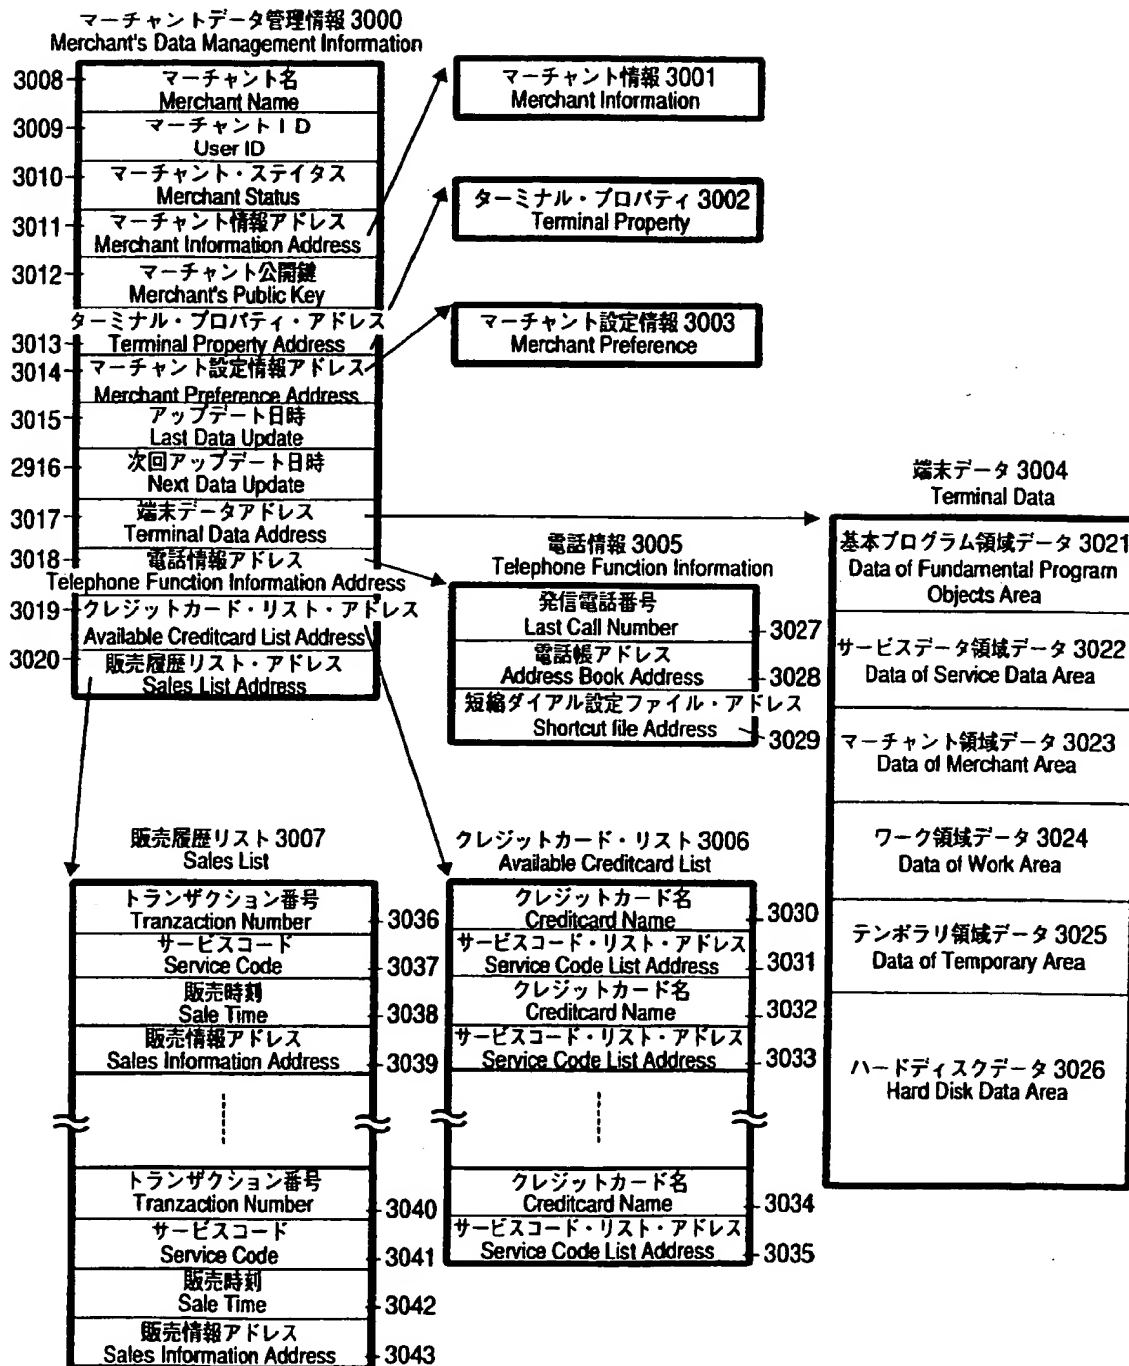 マーチャントデータ管理情報 3000
Merchant's Data Management Information
3008
マーチャント名
Merchant Name
3009
マーチャントID
User ID
3010
マーチャント・ステイタス
Merchant Status
3011
マーチャント情報アドレス
Merchant Information Address
3012
マーチャント公開鍵
Merchant's Public Key
ターミナル・プロパティ・アドレス
3013
Terminal Property Address
3014
マーチャント設定情報アドレス
Merchant Preference Address
3015
アップデート日時
Last Data Update
2916
次回アップデート日時
Next Data Update
3017
端末データアドレス
Terminal Data Address
3018
電話情報アドレス
Telephone Function Information Address
3019
クレジットカード・リスト・アドレス
Available Creditcard List Address
3020
販売履歴リスト・アドレス
Sales List Address
マーチャント情報 3001
Merchant Information
ターミナル・プロパティ 3002
Terminal Property
マーチャント設定情報 3003
Merchant Preference
端末データ 3004
Terminal Data
基本プログラム領域データ 3021
Data of Fundamental Program
Objects Area
サービスデータ領域データ 3022
Data of Service Data Area
マーチャント領域データ 3023
Data of Merchant Area
ワーク領域データ 3024
Data of Work Area
テンポラリ領域データ 3025
Data of Temporary Area
ハードディスクデータ 3026
Hard Disk Data Area
電話情報 3005
Telephone Function Information
発信電話番号
Last Call Number
3027
電話帳アドレス
Address Book Address
3028
短縮ダイアル設定ファイル・アドレス
Shortcut file Address
3029
販売履歴リスト 3007
Sales List
トランザクション番号
Tranzaction Number
3036
サービスコード
Service Code
3037
販売時刻
Sale Time
3038
販売情報アドレス
Sales Information Address
3039
トランザクション番号
Tranzaction Number
3040
サービスコード
Service Code
3041
販売時刻
Sale Time
3042
販売情報アドレス
Sales Information Address
3043
クレジットカード・リスト 3006
Available Creditcard List
クレジットカード名
Creditcard Name
3030
サービスコード・リスト・アドレス
Service Code List Address
3031
クレジットカード名
Creditcard Name
3032
サービスコード・リスト・アドレス
Service Code List Address
3033
クレジットカード名
Creditcard Name
3034
サービスコード・リスト・アドレス
Service Code List Address
3035